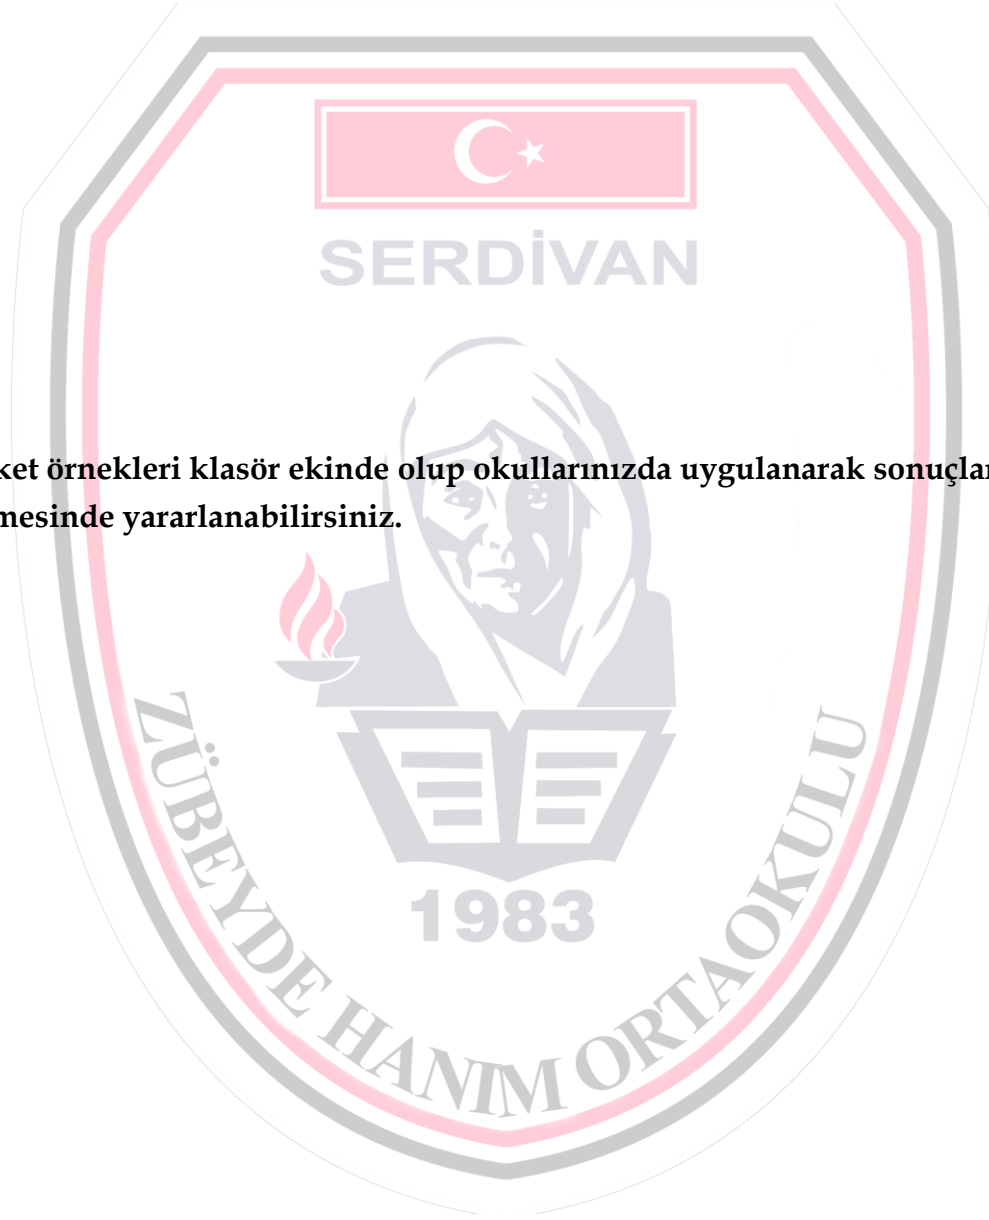 SERDİVAN
ket örnekleri klasör ekinde olup okullarınızda uygulanarak sonuçlar
mesinde yararlanabilirsiniz.
1983
ZÜBEYDE HANIM ORTAOKULU